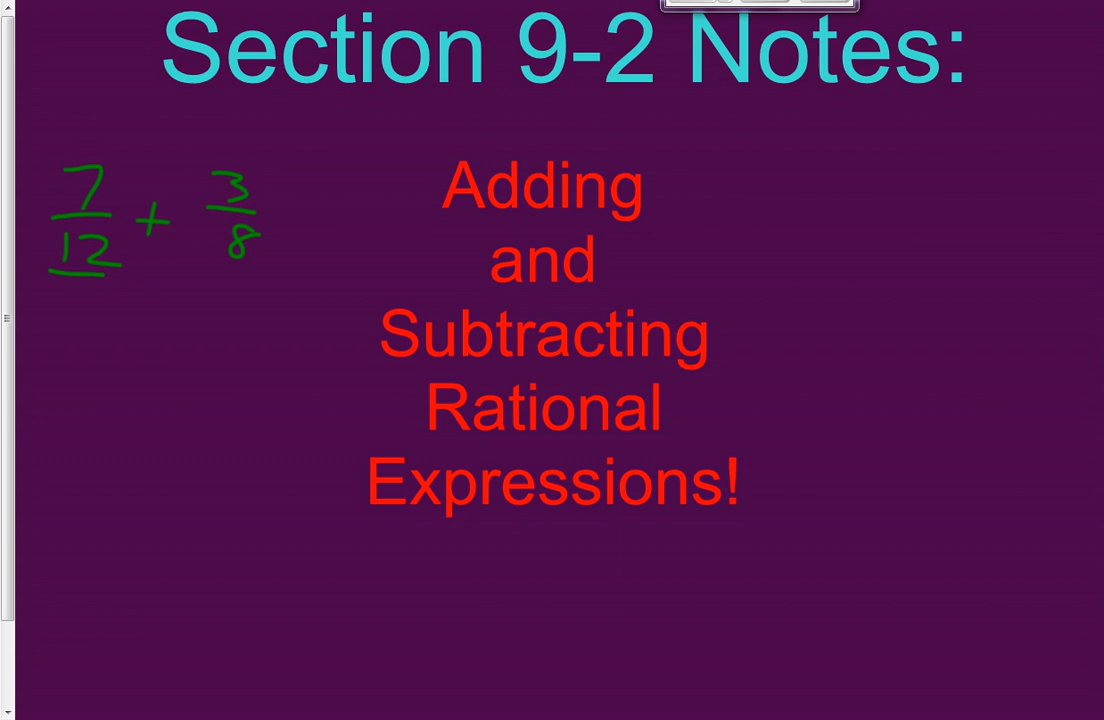 Section 9-2 Notes:
7/12 + 3/8
Adding
and
Subtracting
Rational
Expressions!